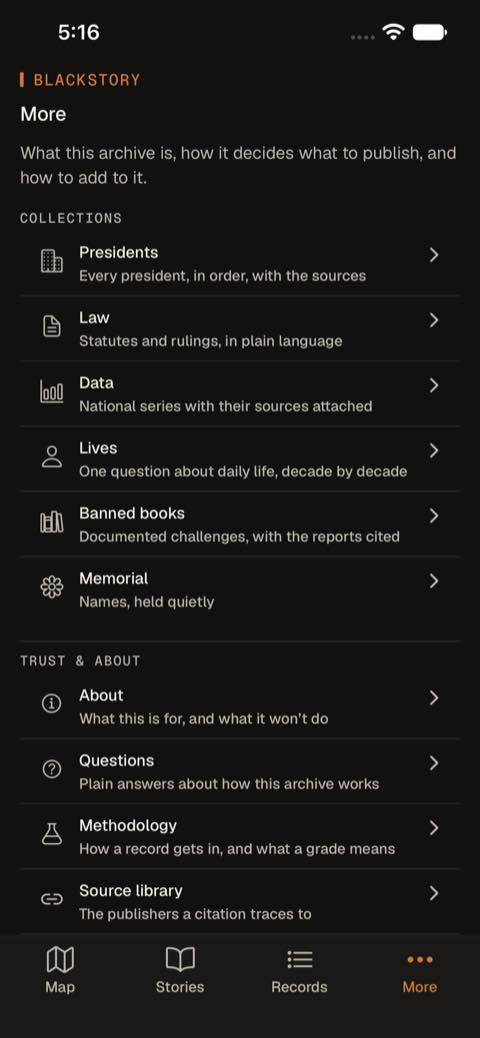 5:16
BLACKSTORY
More
What this archive is, how it decides what to publish, and
how to add to it.
COLLECTIONS
Presidents
Every president, in order, with the sources
Law
Statutes and rulings, in plain language
Data
National series with their sources attached
Lives
One question about daily life, decade by decade
Banned books
Documented challenges, with the reports cited
Memorial
Names, held quietly
TRUST & ABOUT
About
What this is for, and what it won't do
Questions
Plain answers about how this archive works
Methodology
How a record gets in, and what a grade means
Source library
The publishers a citation traces to
Map
Stories
Records
More